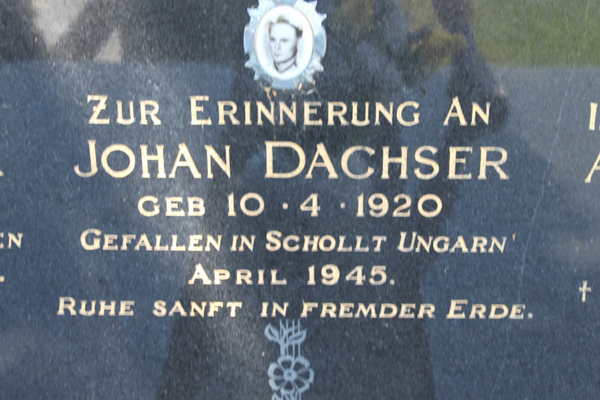 ZUR ERINNERUNG AN
JOHAN DACHSER
GEB 10 · 4 · 1920
GEFALLEN IN SCHOLLT UNGARN'
APRIL 1945.
RUHE SANFT IN FREMDER ERDE.